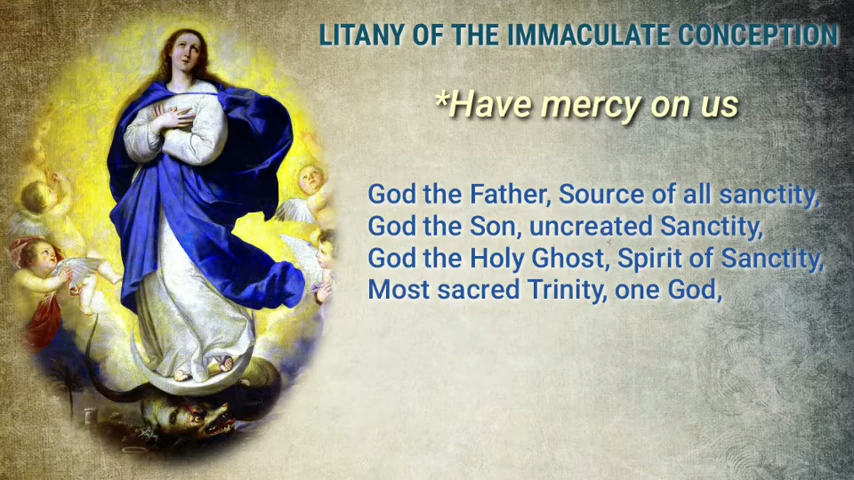 LITANY OF THE IMMACULATE CONCEPTION
*Have mercy on us
God the Father, Source of all sanctity,
God the Son, uncreated Sanctity,
God the Holy Ghost, Spirit of Sanctity,
Most sacred Trinity, one God,